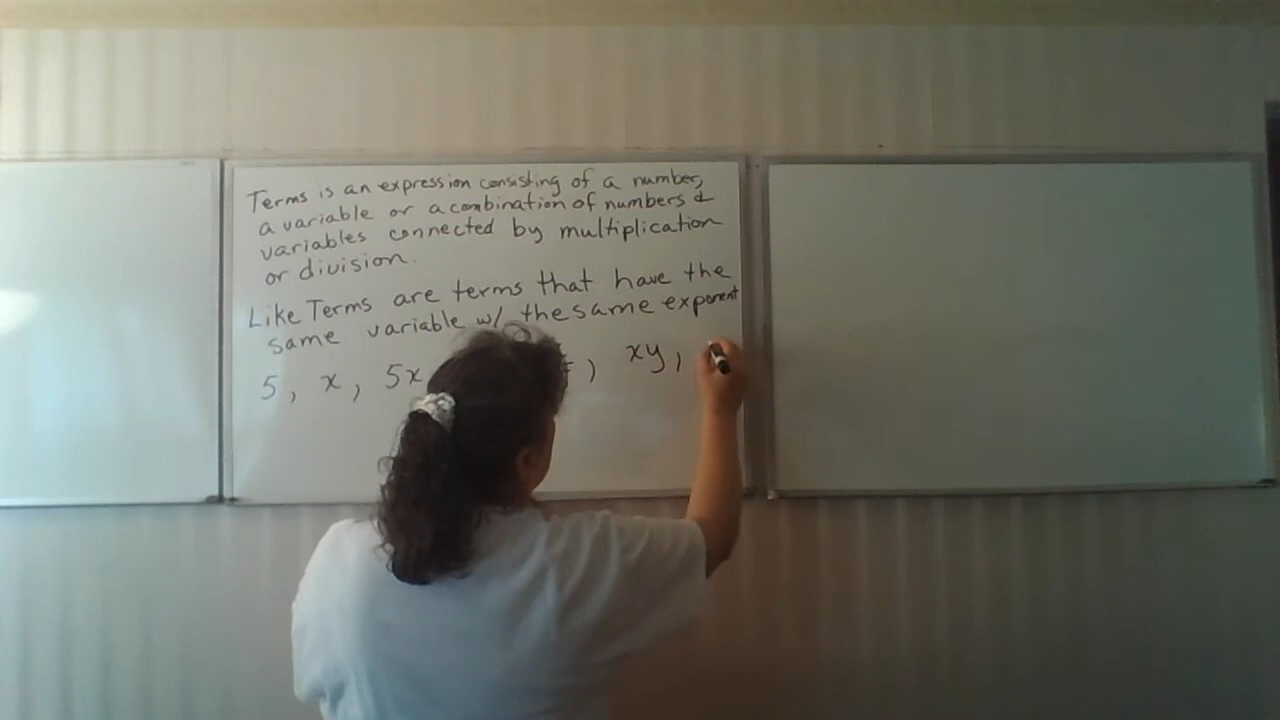 Terms is an expression consisting of a number,
a variable or a combination of numbers &
variables connected by multiplication
or division.
Like Terms are terms that have the
same variable w/ the same exponent
5, x, 5x ), xy,